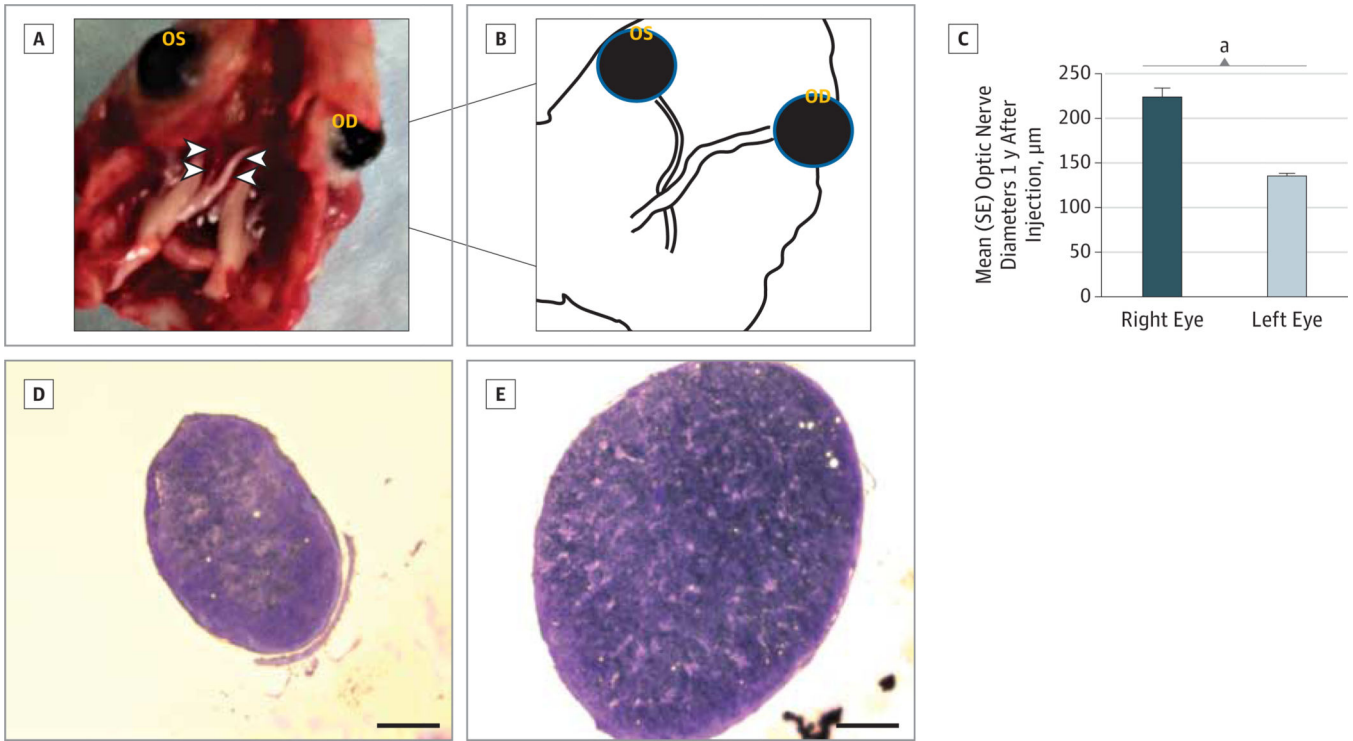 A
OS
OD
B
OS
OD
C
a
Mean (SE) Optic Nerve
Diameters 1 y After
Injection, µm
250
200
150
100
50
0
Right Eye
Left Eye
D
E